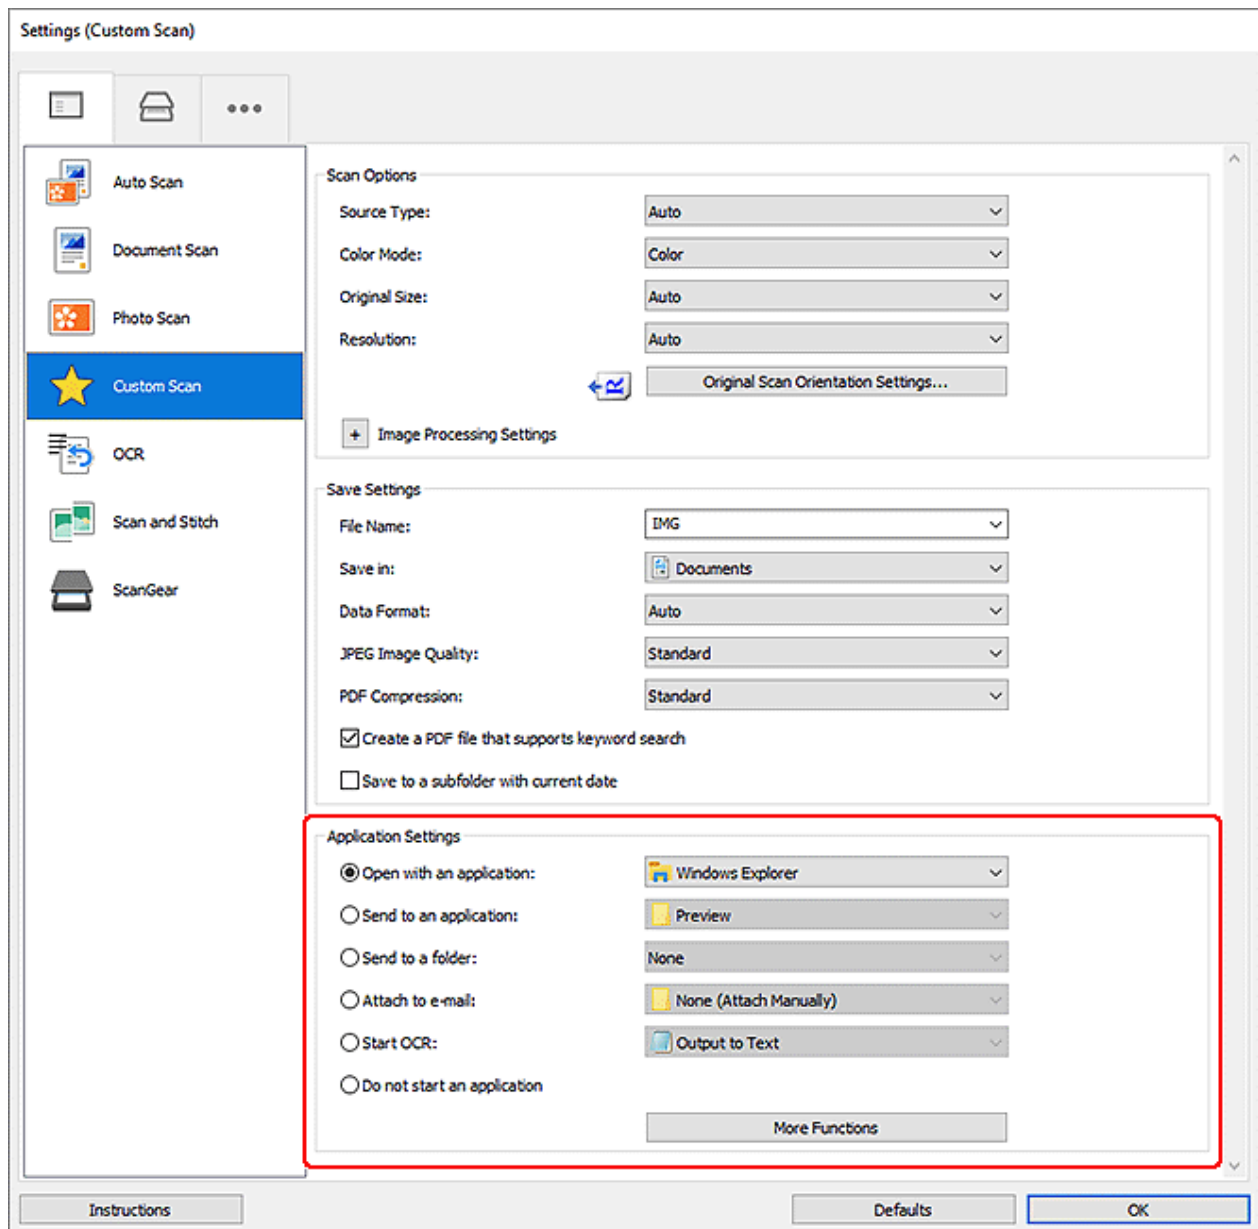 Settings (Custom Scan)
Auto Scan
Document Scan
Photo Scan
Custom Scan
OCR
Scan and Stitch
ScanGear
Scan Options
Source Type: Auto
Color Mode: Color
Original Size: Auto
Resolution: Auto
Original Scan Orientation Settings...
+ Image Processing Settings
Save Settings
File Name: IMG
Save in: Documents
Data Format: Auto
JPEG Image Quality: Standard
PDF Compression: Standard
Create a PDF file that supports keyword search
Save to a subfolder with current date
Application Settings
Open with an application: Windows Explorer
Send to an application: Preview
Send to a folder: None
Attach to e-mail: None (Attach Manually)
Start OCR: Output to Text
Do not start an application
More Functions
Instructions Defaults OK